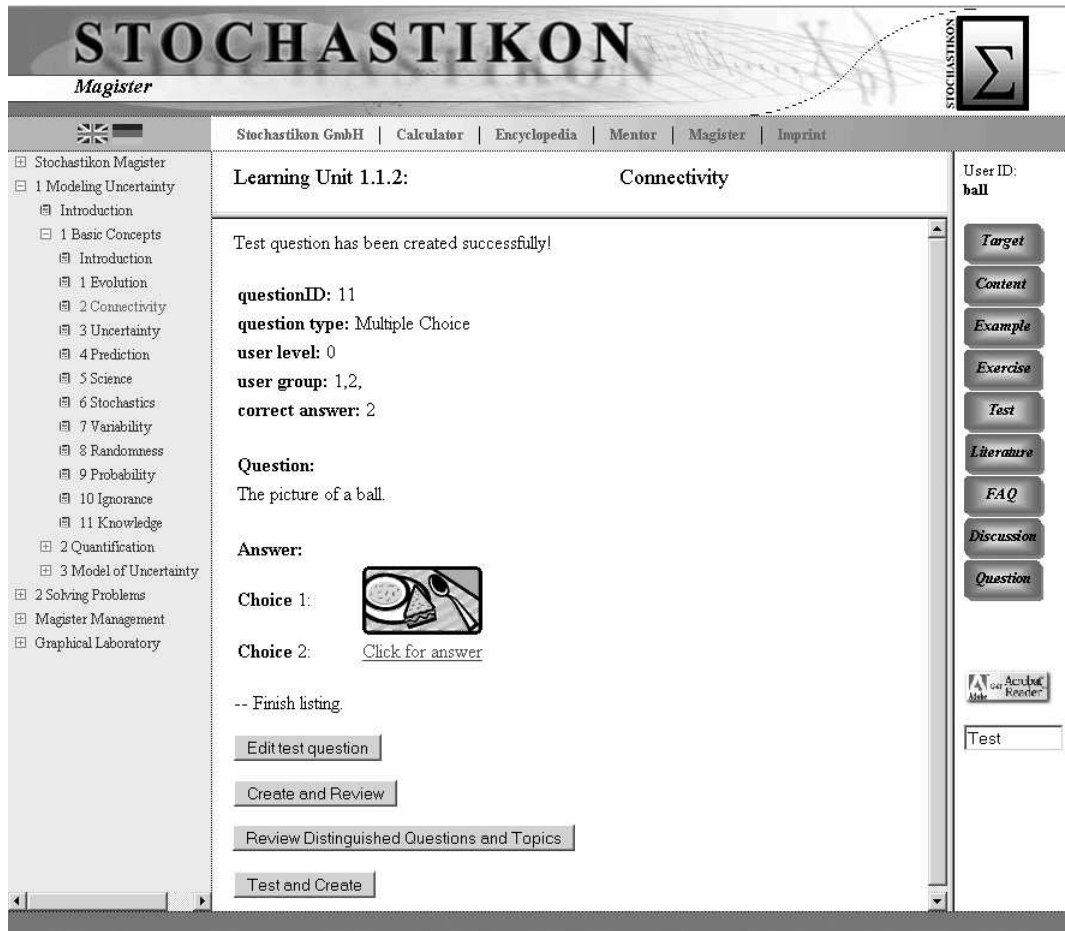 STOCHASTIKON
Magister
STOCHASTIKON
Σ
Stochastikon GmbH | Calculator | Encyclopedia | Mentor | Magister | Imprint
Stochastikon Magister
1 Modeling Uncertainty
Introduction
1 Basic Concepts
Introduction
1 Evolution
2 Connectivity
3 Uncertainty
4 Prediction
5 Science
6 Stochastics
7 Variability
8 Randomness
9 Probability
10 Ignorance
11 Knowledge
2 Quantification
3 Model of Uncertainty
2 Solving Problems
Magister Management
Graphical Laboratory
Learning Unit 1.1.2: Connectivity
Test question has been created successfully!
questionID: 11
question type: Multiple Choice
user level: 0
user group: 1,2,
correct answer: 2
Question:
The picture of a ball.
Answer:
Choice 1:
Choice 2: Click for answer
-- Finish listing.
Edit test question
Create and Review
Review Distinguished Questions and Topics
Test and Create
User ID:
ball
Target
Content
Example
Exercise
Test
Literature
FAQ
Discussion
Question
Adobe
Get Acrobat
Reader
Test